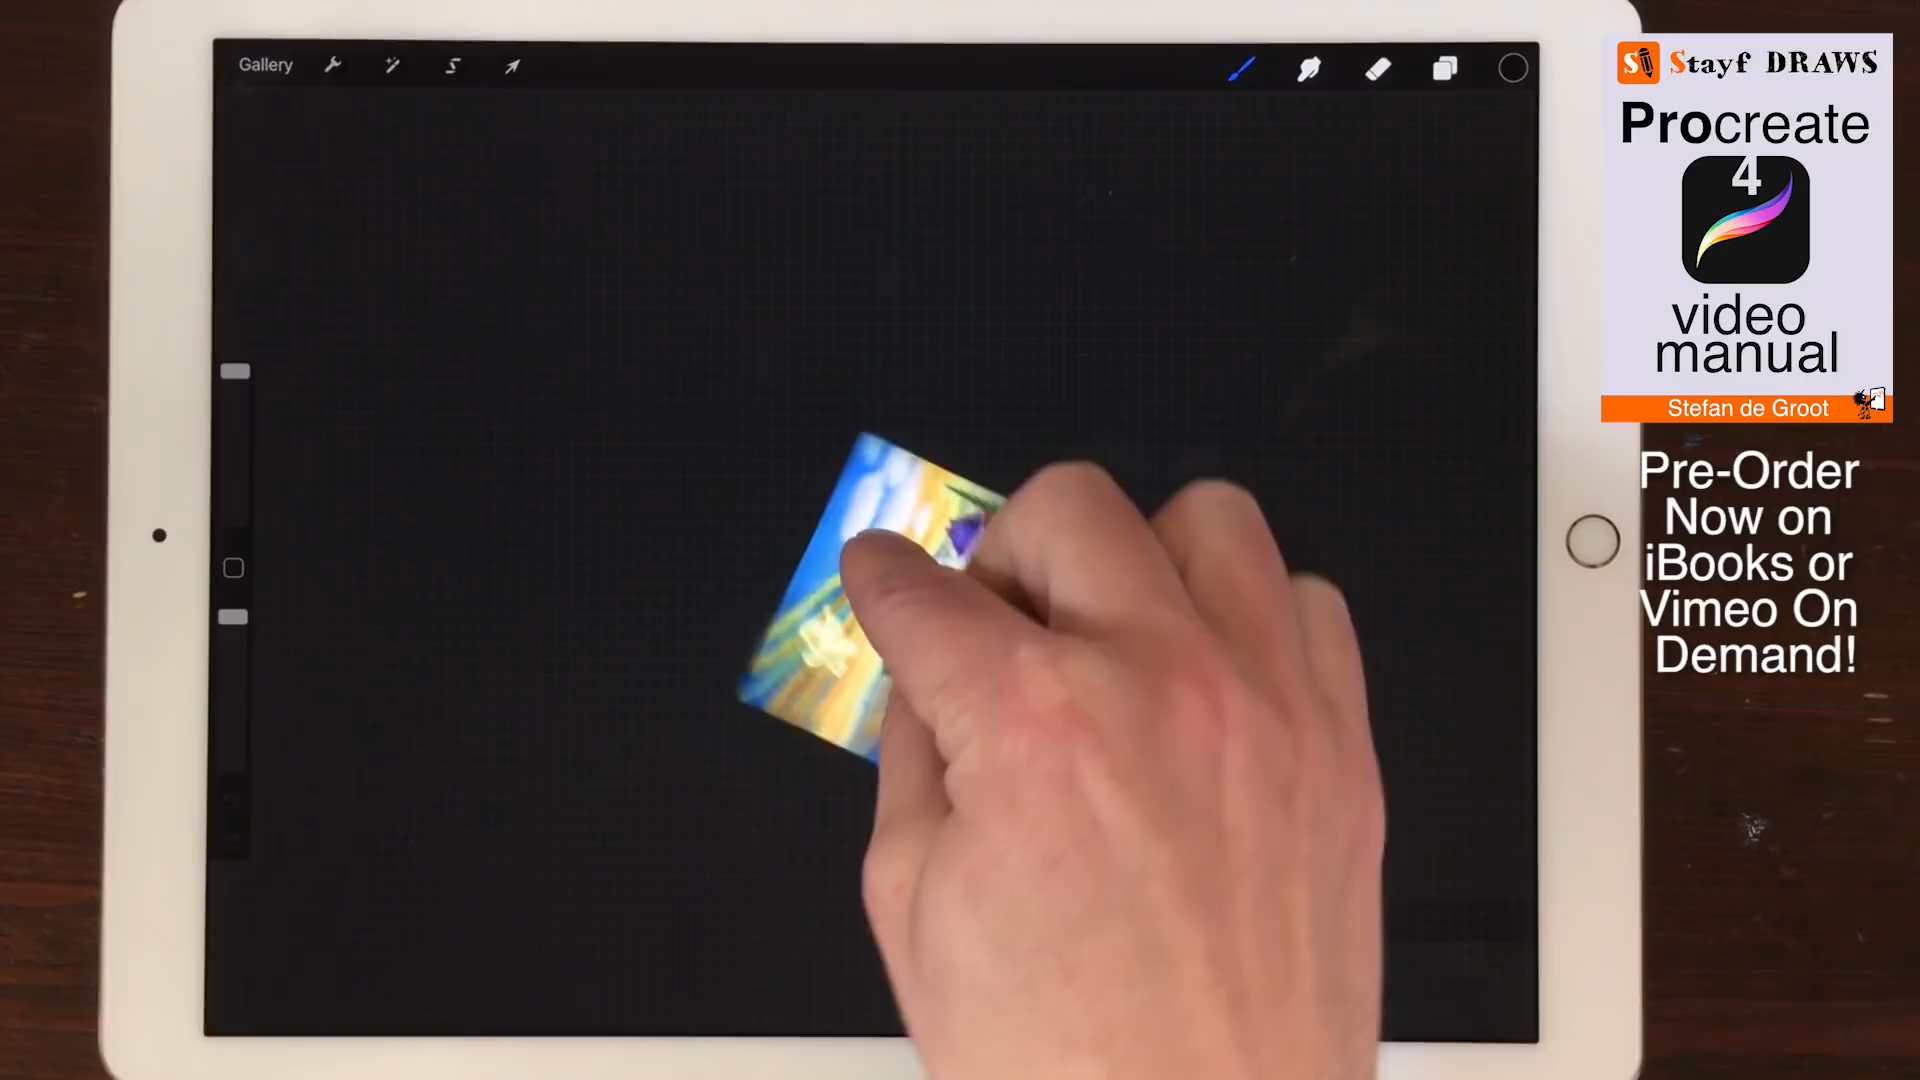 Gallery
Stayf DRAWS
Procreate
4
video
manual
Stefan de Groot
Pre-Order
Now on
iBooks or
Vimeo On
Demand!